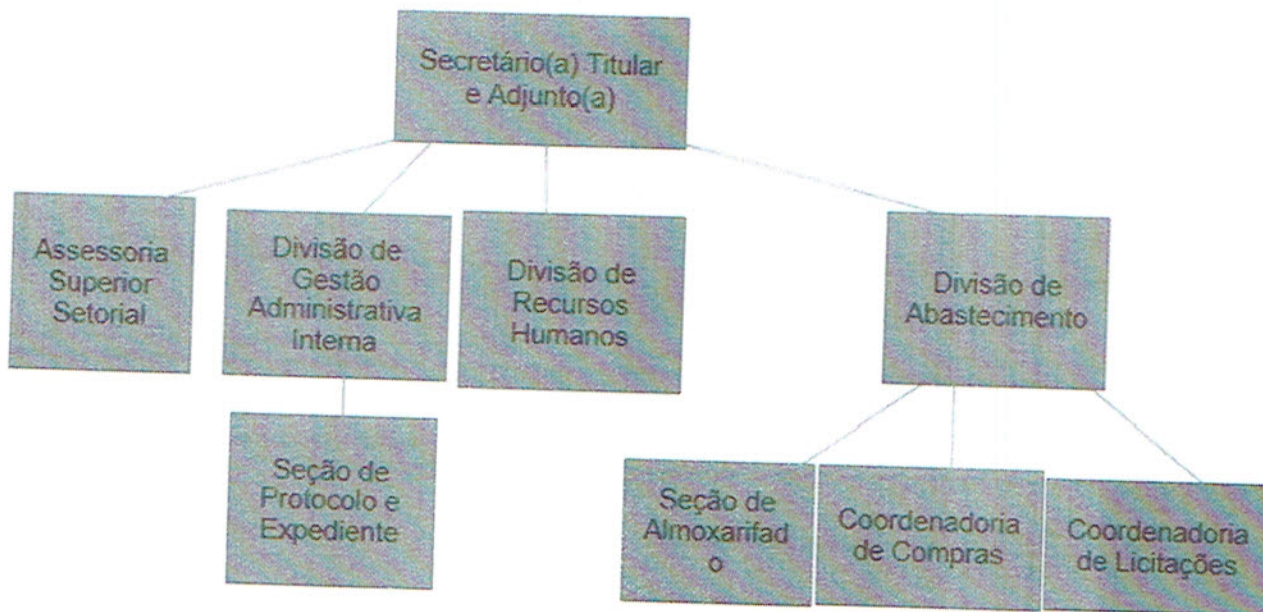 Secretário(a) Titular
e Adjunto(a)
Assessoria
Superior
Setorial
Divisão de
Gestão
Administrativa
Interna
Divisão de
Recursos
Humanos
Divisão de
Abastecimento
Seção de
Protocolo e
Expediente
Seção de
Almoxarifad
o
Coordenadoria
de Compras
Coordenadoria
de Licitações